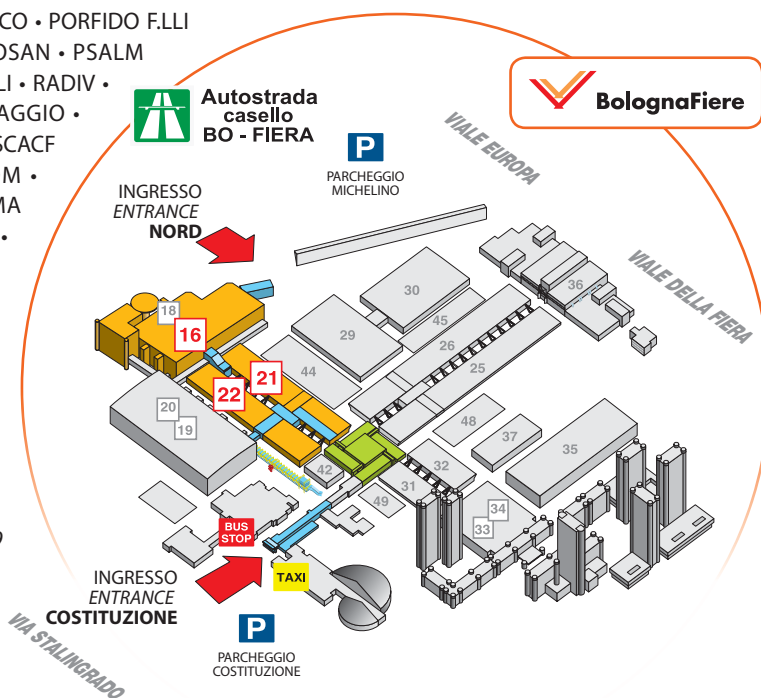 CO • PORFIDO F.LLI
OSAN • PSALM
LI • RADIV •
AGGIO •
SCACF
M •
MA
•
Autostrada
casello
BO - FIERA
BolognaFiere
P
PARCHEGGIO
MICHELINO
VIALE EUROPA
VIALE DELLA FIERA
INGRESSO
ENTRANCE
NORD
18
16
30
45
36
29
26
25
44
21
22
20
19
48
37
35
42
32
31
49
34
33
BUS
STOP
TAXI
INGRESSO
ENTRANCE
COSTITUZIONE
P
PARCHEGGIO
COSTITUZIONE
VIA STALINGRADO